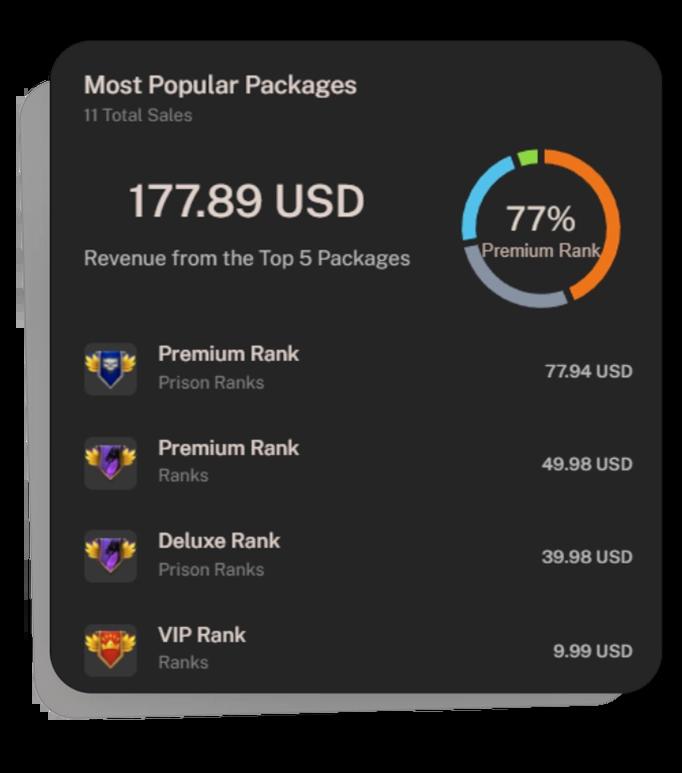 Most Popular Packages
11 Total Sales
177.89 USD
Revenue from the Top 5 Packages
77%
Premium Rank
Premium Rank
Prison Ranks
77.94 USD
Premium Rank
Ranks
49.98 USD
Deluxe Rank
Prison Ranks
39.98 USD
VIP Rank
Ranks
9.99 USD